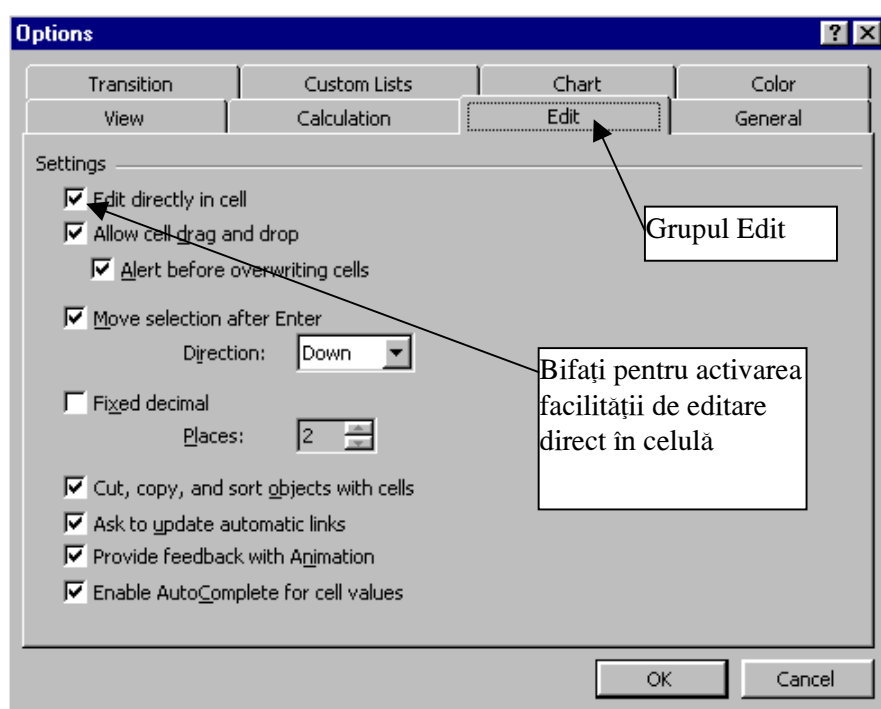 Options
Transition Custom Lists Chart Color
View Calculation Edit General
Settings
Edit directly in cell
Allow cell drag and drop
Alert before overwriting cells
Move selection after Enter
Direction: Down
Fixed decimal
Places: 2
Cut, copy, and sort objects with cells
Ask to update automatic links
Provide feedback with Animation
Enable AutoComplete for cell values
Grupul Edit
Bifaţi pentru activarea
facilităţii de editare
direct în celulă
OK Cancel